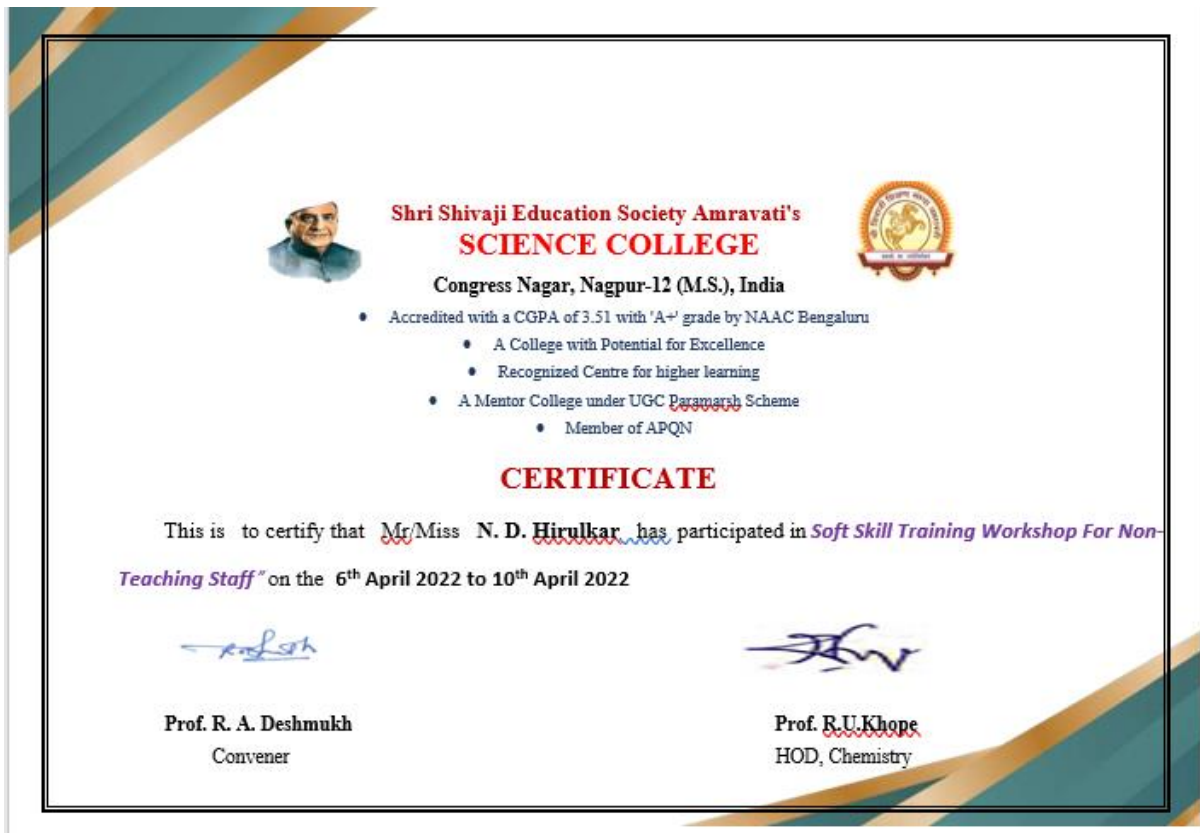 Shri Shivaji Education Society Amravati's
SCIENCE COLLEGE
Congress Nagar, Nagpur-12 (M.S.), India
• Accredited with a CGPA of 3.51 with 'A+' grade by NAAC Bengaluru
• A College with Potential for Excellence
• Recognized Centre for higher learning
• A Mentor College under UGC Paramarsh Scheme
• Member of APQN
CERTIFICATE
This is to certify that Mr/Miss N. D. Hirulkar has participated in Soft Skill Training Workshop For Non-
Teaching Staff" on the 6th April 2022 to 10th April 2022
Prof. R. A. Deshmukh
Prof. R.U.Khope
Convener
HOD, Chemistry